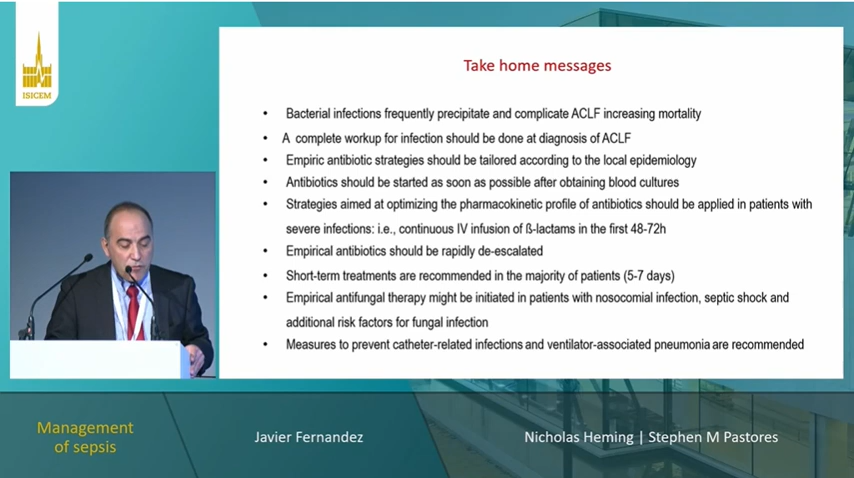 ISICEM
Take home messages
• Bacterial infections frequently precipitate and complicate ACLF increasing mortality
• A complete workup for infection should be done at diagnosis of ACLF
• Empiric antibiotic strategies should be tailored according to the local epidemiology
• Antibiotics should be started as soon as possible after obtaining blood cultures
• Strategies aimed at optimizing the pharmacokinetic profile of antibiotics should be applied in patients with
severe infections: i.e., continuous IV infusion of ß-lactams in the first 48-72h
• Empirical antibiotics should be rapidly de-escalated
• Short-term treatments are recommended in the majority of patients (5-7 days)
• Empirical antifungal therapy might be initiated in patients with nosocomial infection, septic shock and
additional risk factors for fungal infection
• Measures to prevent catheter-related infections and ventilator-associated pneumonia are recommended
Management
of sepsis
Javier Fernandez
Nicholas Heming | Stephen M Pastores